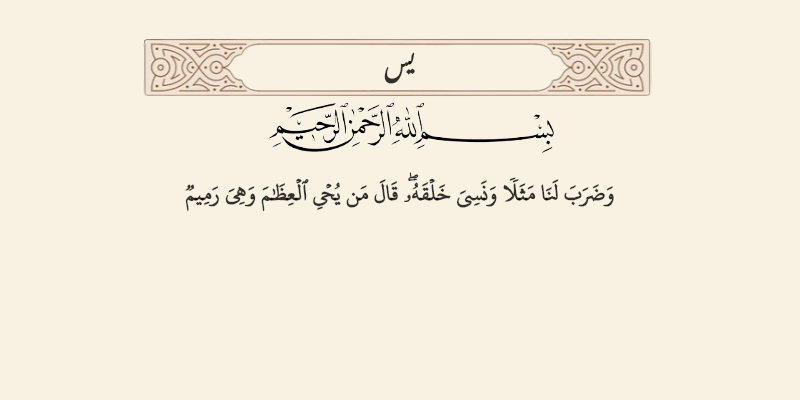 يس
بِسْمِ ٱللَّهِ ٱلرَّحْمَٰنِ ٱلرَّحِيمِ
وَضَرَبَ لَنَا مَثَلًا وَنَسِىَ خَلْقَهُۥ ۖ قَالَ مَن يُحْىِ ٱلْعِظَٰمَ وَهِىَ رَمِيمٌ